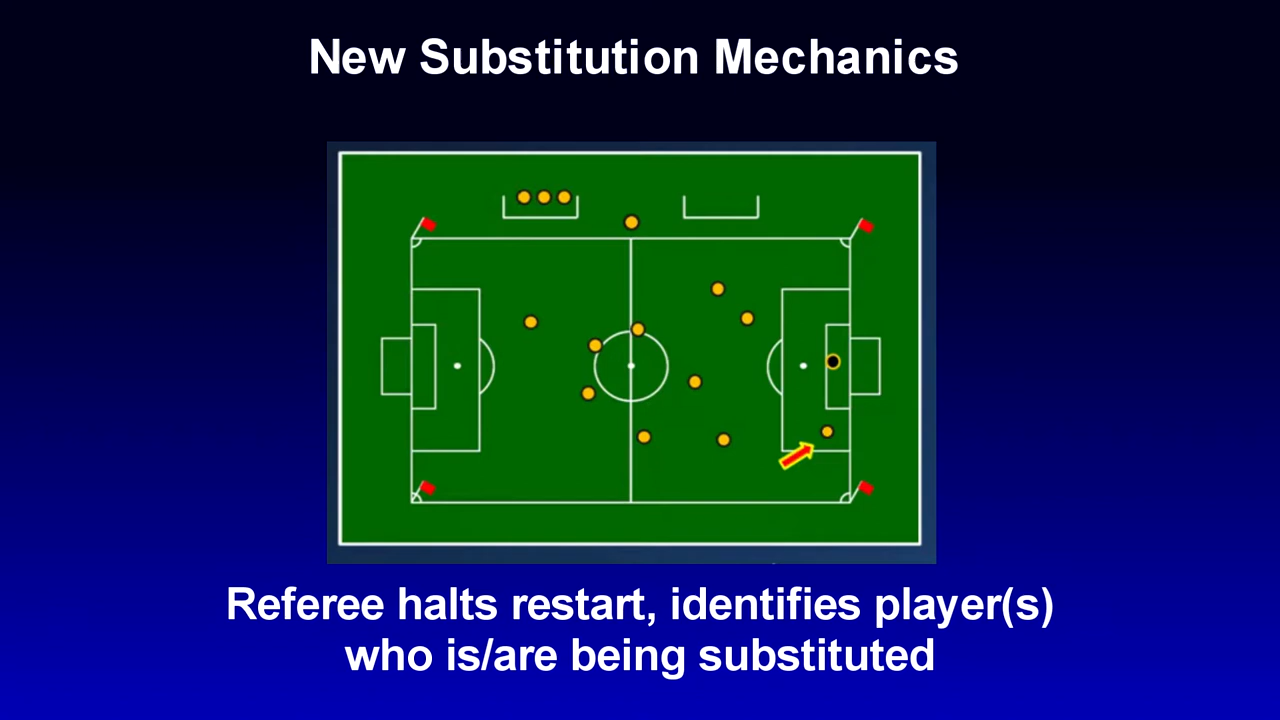 New Substitution Mechanics
Referee halts restart, identifies player(s)
who is/are being substituted